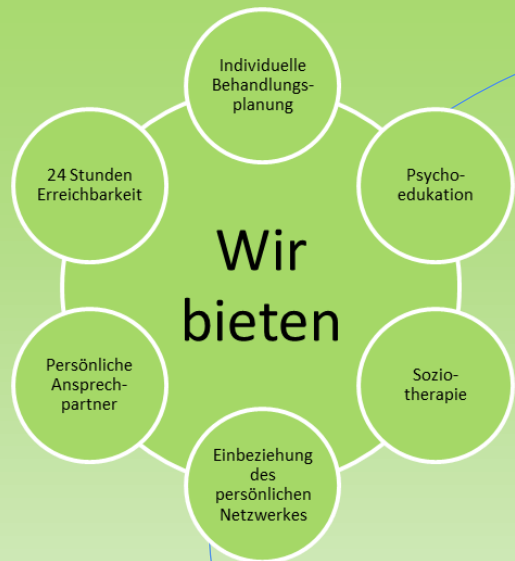 Individuelle
Behandlungs-
planung
Psycho-
edukation
Sozio-
therapie
Einbeziehung
des
persönlichen
Netzwerkes
Persönliche
Ansprech-
partner
24 Stunden
Erreichbarkeit
Wir
bieten